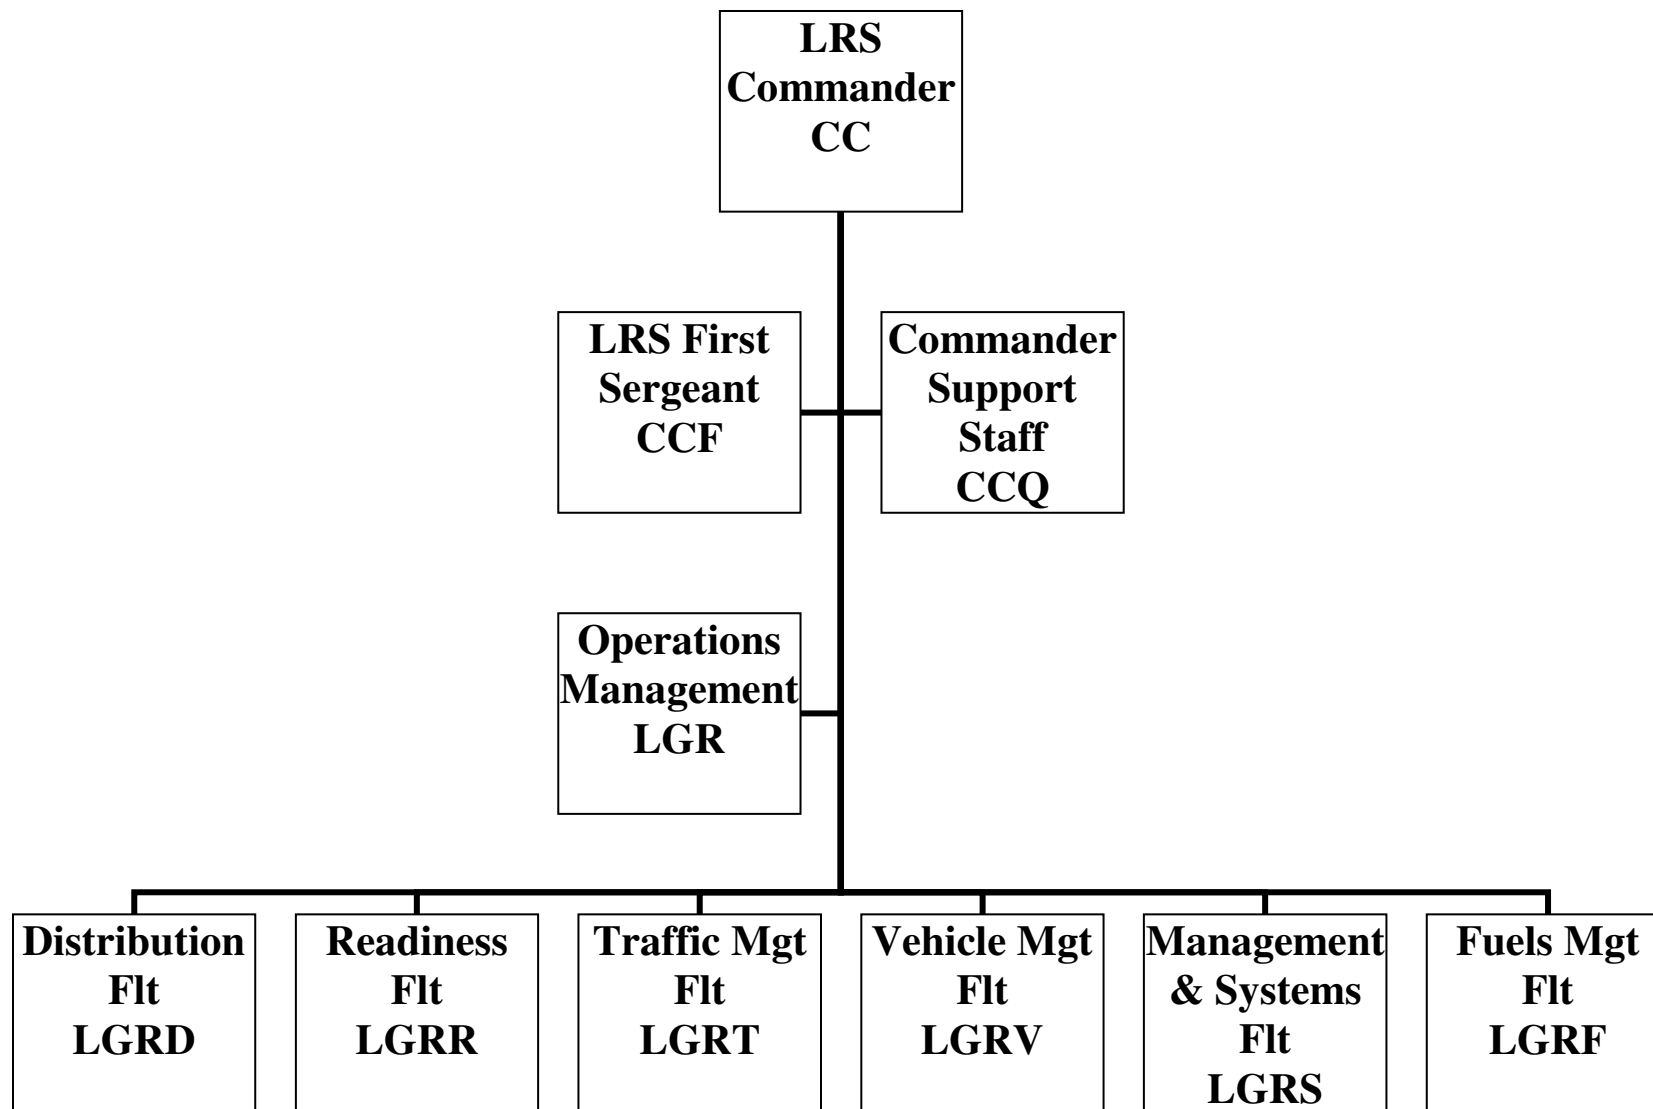 LRS
Commander
CC
LRS First
Sergeant
CCF
Commander
Support
Staff
CCQ
Operations
Management
LGR
Distribution
Flt
LGRD
Readiness
Flt
LGRR
Traffic Mgt
Flt
LGRT
Vehicle Mgt
Flt
LGRV
Management
& Systems
Flt
LGRS
Fuels Mgt
Flt
LGRF